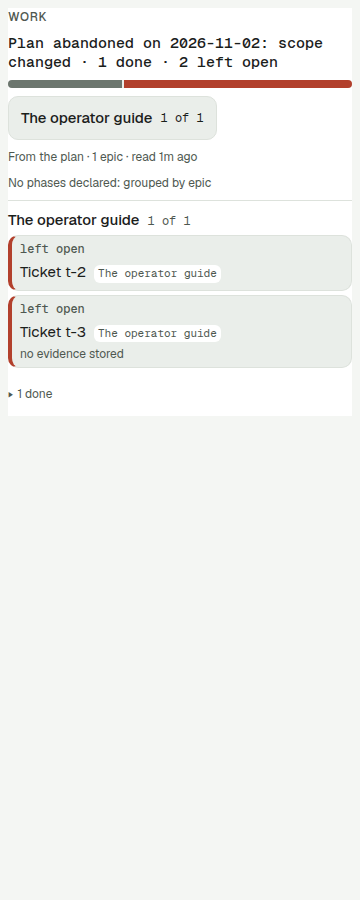 WORK
Plan abandoned on 2026-11-02: scope
changed · 1 done · 2 left open
The operator guide 1 of 1
From the plan · 1 epic · read 1m ago
No phases declared: grouped by epic
The operator guide 1 of 1
left open
Ticket t-2 The operator guide
left open
Ticket t-3 The operator guide
no evidence stored
▸ 1 done